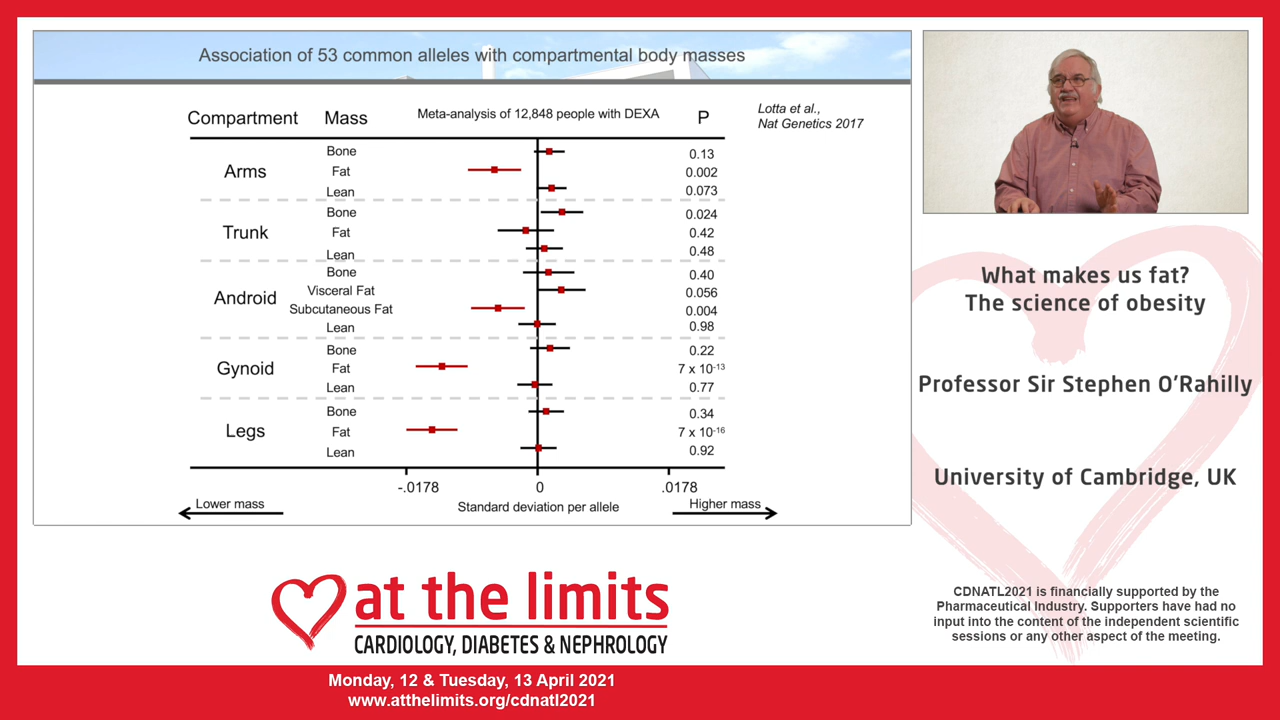 Association of 53 common alleles with compartmental body masses
Compartment Mass Meta-analysis of 12,848 people with DEXA P
Lotta et al.,
Nat Genetics 2017
Arms
Bone 0.13
Fat 0.002
Lean 0.073
Trunk
Bone 0.024
Fat 0.42
Lean 0.48
Android
Bone 0.40
Visceral Fat 0.056
Subcutaneous Fat 0.004
Lean 0.98
Gynoid
Bone 0.22
Fat 7 x 10-13
Lean 0.77
Legs
Bone 0.34
Fat 7 x 10-16
Lean 0.92
-.0178 0 .0178
Lower mass Standard deviation per allele Higher mass
What makes us fat?
The science of obesity
Professor Sir Stephen O'Rahilly
University of Cambridge, UK
CDNATL2021 is financially supported by the
Pharmaceutical Industry. Supporters have had no
input into the content of the independent scientific
sessions or any other aspect of the meeting.
at the limits
CARDIOLOGY, DIABETES & NEPHROLOGY
Monday, 12 & Tuesday, 13 April 2021
www.atthelimits.org/cdnatl2021